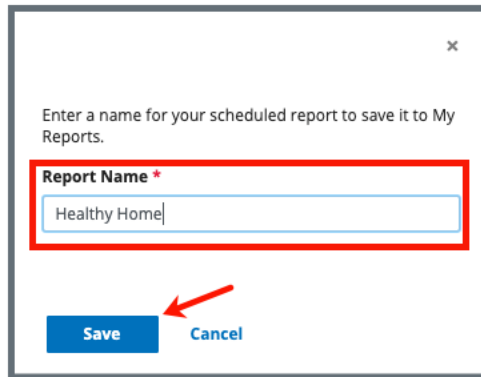 ×
Enter a name for your scheduled report to save it to My
Reports.
Report Name *
Healthy Home
Save Cancel